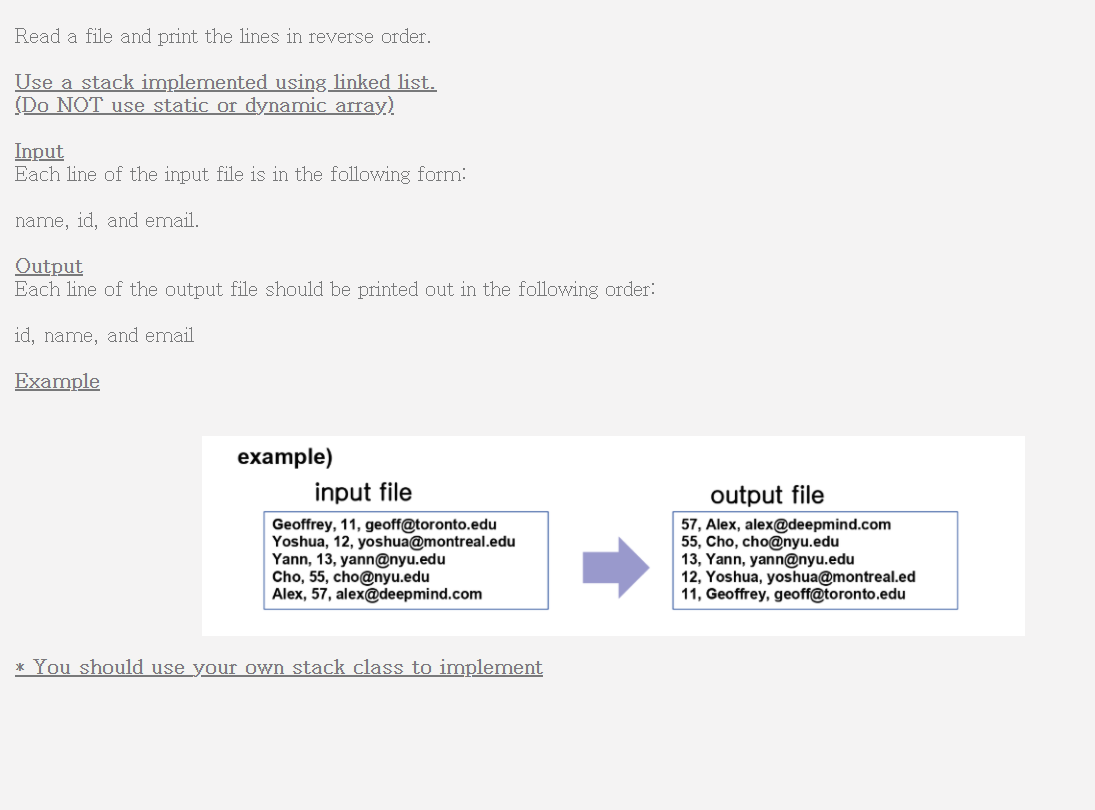 Read a file and print the lines in reverse order.
Use a stack implemented using linked list.
(Do NOT use static or dynamic array)
Input
Each line of the input file is in the following form:
name, id, and email.
Output
Each line of the output file should be printed out in the following order:
id, name, and email
Example
example)
input file
Geoffrey, 11, geoff@toronto.edu
Yoshua, 12, yoshua@montreal.edu
Yann, 13, yann@nyu.edu
Cho, 55, cho@nyu.edu
Alex, 57, alex@deepmind.com
output file
57, Alex, alex@deepmind.com
55, Cho, cho@nyu.edu
13, Yann, yann@nyu.edu
12, Yoshua, yoshua@montreal.ed
11, Geoffrey, geoff@toronto.edu
* You should use your own stack class to implement